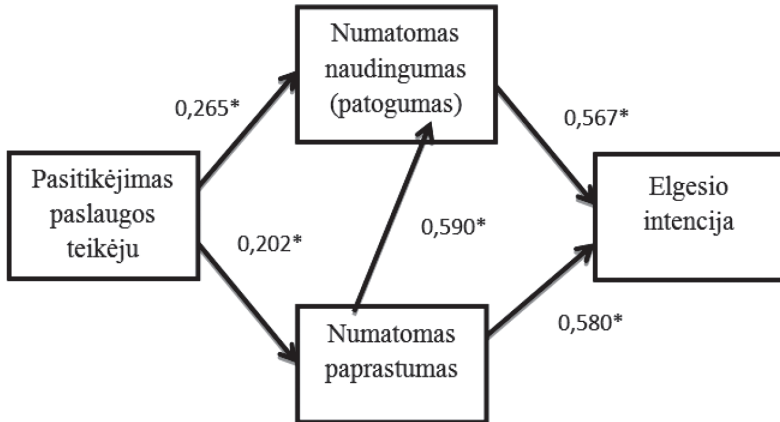 Numatomas
naudingumas
(patogumas)
0,265*
0,567*
Pasitikėjimas
paslaugos
teikėju
Elgesio
intencija
0,202*
0,590*
0,580*
Numatomas
paprastumas